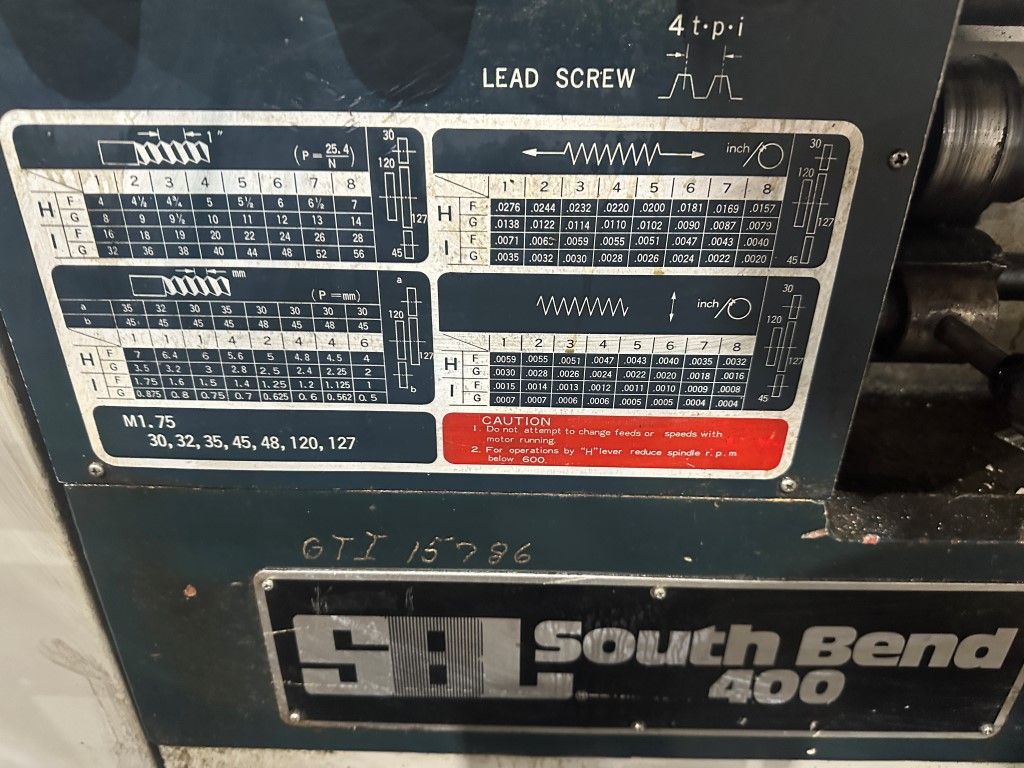 4 t·p·i
LEAD SCREW
1"
(P=25.4/N)
30
120
127
45
1 2 3 4 5 6 7 8
H F 4 4½ 4¾ 5 5½ 6 6½ 7
G 8 9 9½ 10 11 12 13 14
I F 16 18 19 20 22 24 26 28
G 32 36 38 40 44 48 52 56
inch/
30
120
127
45
1 2 3 4 5 6 7 8
H F .0276 .0244 .0232 .0220 .0200 .0181 .0169 .0157
G .0138 .0122 .0114 .0110 .0102 .0090 .0087 .0079
I F .0071 .0055 .0051 .0047 .0043 .0040
G .0035 .0032 .0030 .0028 .0026 .0024 .0022 .0020
mm
(P=mm)
a
120
127
b
a 35 32 30 35 30 30 30 30
b 45 45 45 45 48 45 48 45
1 1 1 4 2 4 4 6
H F 7 6.4 6 5.6 5 4.8 4.5 4
G 3.5 3.2 3 2.8 2.5 2.4 2.25 2
I F 1.75 1.6 1.5 1.4 1.25 1.2 1.125 1
G 0.875 0.8 0.75 0.7 0.625 0.6 0.562 0.5
inch/
30
120
127
45
1 2 3 4 5 6 7 8
H F .0059 .0055 .0051 .0047 .0043 .0040 .0035 .0032
G .0030 .0028 .0026 .0024 .0022 .0020 .0018 .0016
I F .0015 .0014 .0013 .0012 .0011 .0010 .0009 .0008
G .0007 .0007 .0006 .0006 .0005 .0005 .0004 .0004
M1.75
30, 32, 35, 45, 48, 120, 127
CAUTION
1. Do not attempt to change feeds or speeds with
motor running.
2. For operations by "H" lever reduce spindle r.p.m
below 600.
GTI 15786
SBL
® South Bend
400